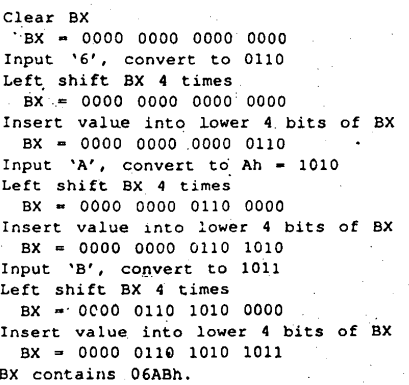 Clear BX
BX = 0000 0000 0000 0000
Input '6', convert to 0110
Left shift BX 4 times
BX = 0000 0000 0000 0000
Insert value into lower 4 bits of BX
BX = 0000 0000 0000 0110
Input 'A', convert to Ah = 1010
Left shift BX 4 times
BX = 0000 0000 0110 0000
Insert value into lower 4 bits of BX
BX = 0000 0000 0110 1010
Input 'B', convert to 1011
Left shift BX 4 times
BX = 0000 0110 1010 0000
Insert value into lower 4 bits of BX
BX = 0000 0110 1010 1011
BX contains 06ABh.